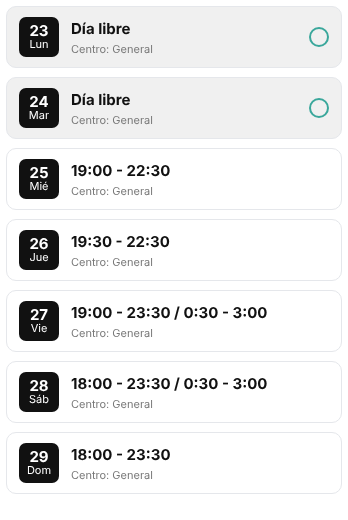 23
Lun
Día libre
Centro: General
24
Mar
Día libre
Centro: General
25
Mié
19:00 - 22:30
Centro: General
26
Jue
19:30 - 22:30
Centro: General
27
Vie
19:00 - 23:30 / 0:30 - 3:00
Centro: General
28
Sáb
18:00 - 23:30 / 0:30 - 3:00
Centro: General
29
Dom
18:00 - 23:30
Centro: General